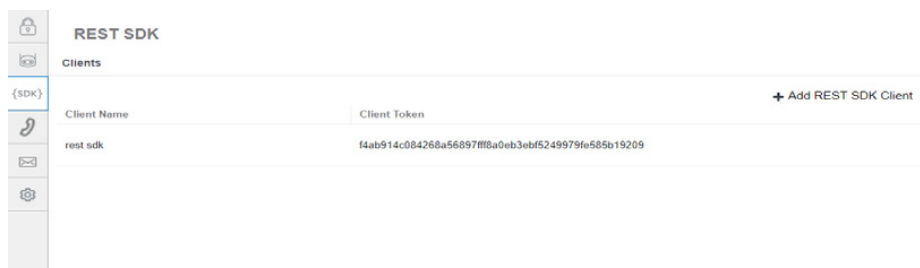 REST SDK
Clients
{SDK}
+ Add REST SDK Client
Client Name Client Token
rest sdk f4ab914c084268a56897fff8a0eb3ebf5249979fe585b19209